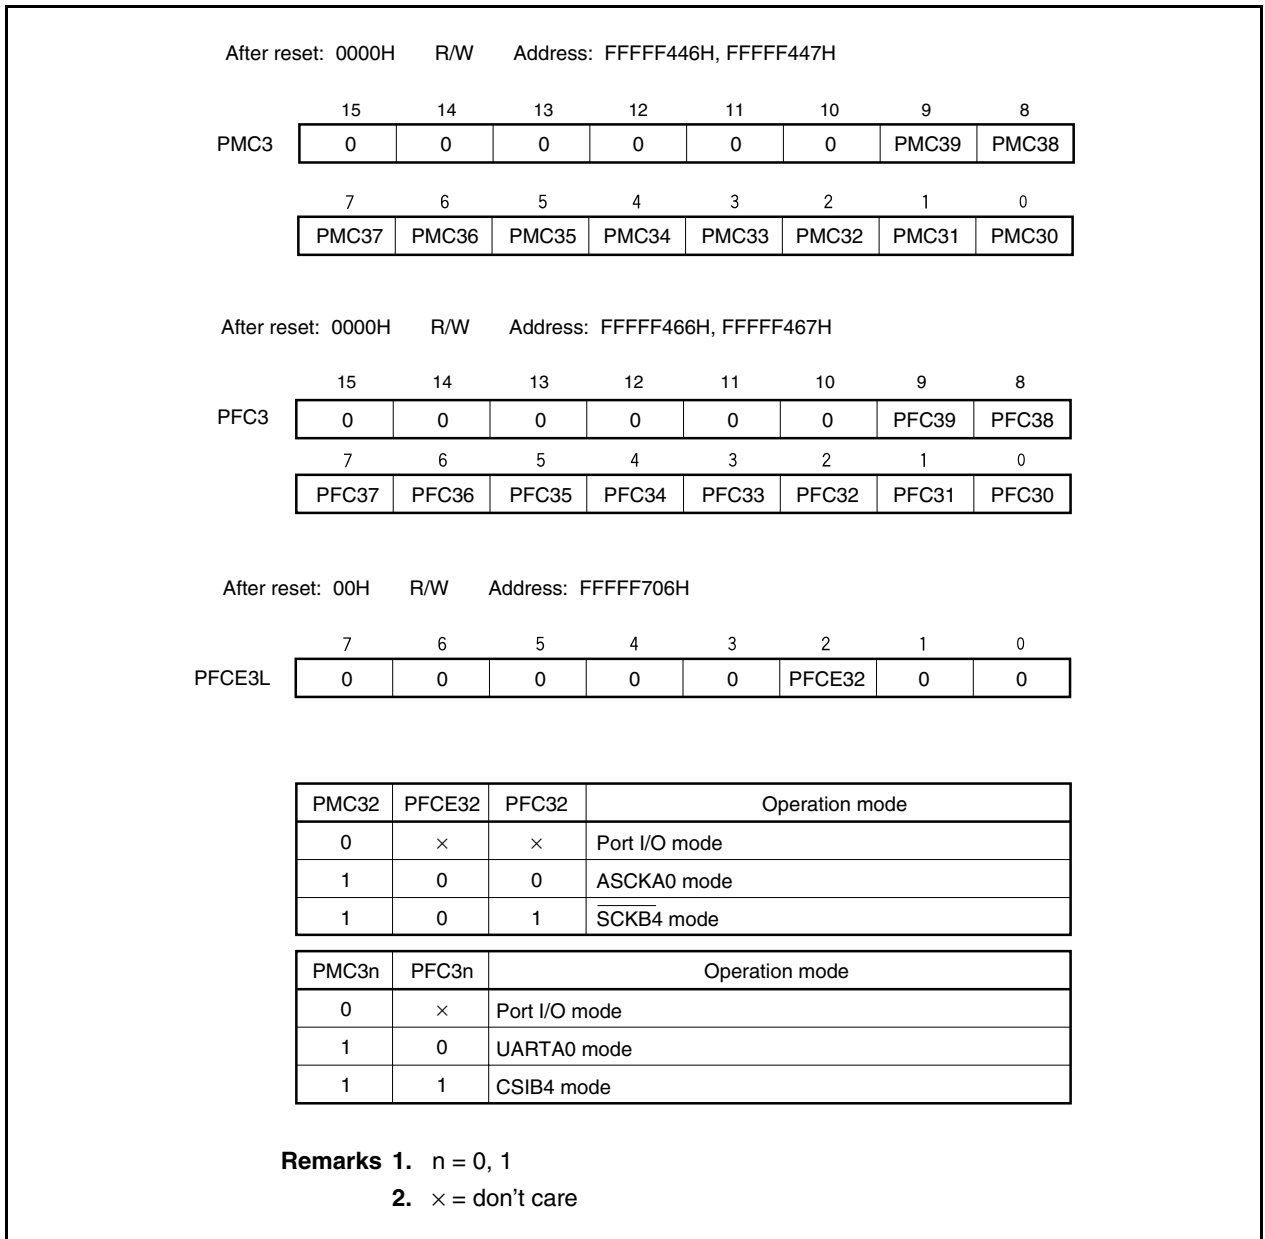 After reset: 0000H R/W Address: FFFFF446H, FFFFF447H
15 14 13 12 11 10 9 8
PMC3 0 0 0 0 0 0 PMC39 PMC38
7 6 5 4 3 2 1 0
PMC37 PMC36 PMC35 PMC34 PMC33 PMC32 PMC31 PMC30
After reset: 0000H R/W Address: FFFFF466H, FFFFF467H
15 14 13 12 11 10 9 8
PFC3 0 0 0 0 0 0 PFC39 PFC38
7 6 5 4 3 2 1 0
PFC37 PFC36 PFC35 PFC34 PFC33 PFC32 PFC31 PFC30
After reset: 00H R/W Address: FFFFF706H
7 6 5 4 3 2 1 0
PFCE3L 0 0 0 0 0 PFCE32 0 0
PMC32 PFCE32 PFC32 Operation mode
0 × × Port I/O mode
1 0 0 ASCKA0 mode
1 0 1 SCKB4 mode
PMC3n PFC3n Operation mode
0 × Port I/O mode
1 0 UARTA0 mode
1 1 CSIB4 mode
Remarks 1. n = 0, 1
2. × = don't care